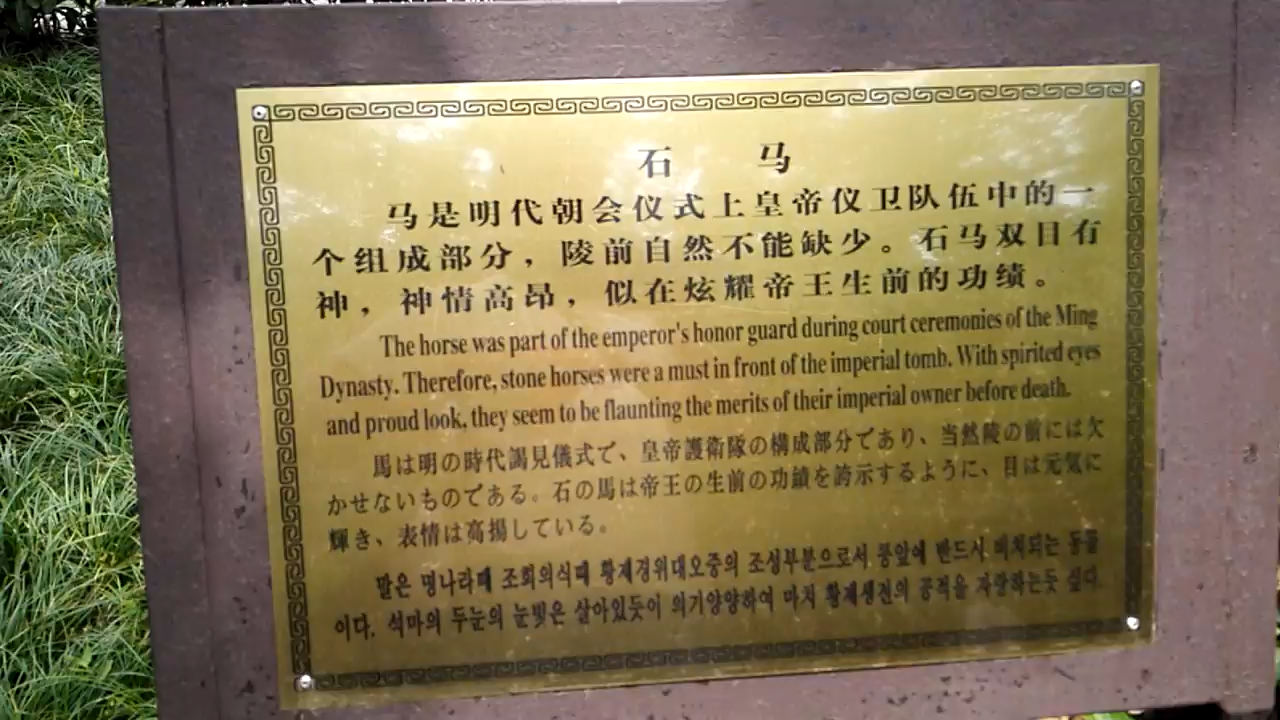 石 马
马是明代朝会仪式上皇帝仪卫队伍中的一
个组成部分，陵前自然不能缺少。石马双目有
神，神情高昂，似在炫耀帝王生前的功绩。
The horse was part of the emperor's honor guard during court ceremonies of the Ming
Dynasty. Therefore, stone horses were a must in front of the imperial tomb. With spirited eyes
and proud look, they seem to be flaunting the merits of their imperial owner before death.
馬は明の時代謁見儀式で、皇帝護衛隊の構成部分であり、当然陵の前には欠
かせないものである。石の馬は帝王の生前の功績を誇示するように、目は元気に
輝き、表情は高揚している。
말은 명나라때 조회의식때 황제경위대오중의 조성부분으로서 릉앞에 반드시 배치되는 동물
이다. 석마의 두눈의 눈빛은 살아있듯이 의기양양하여 마치 황제생전의 공적을 자랑하는듯 싶다.